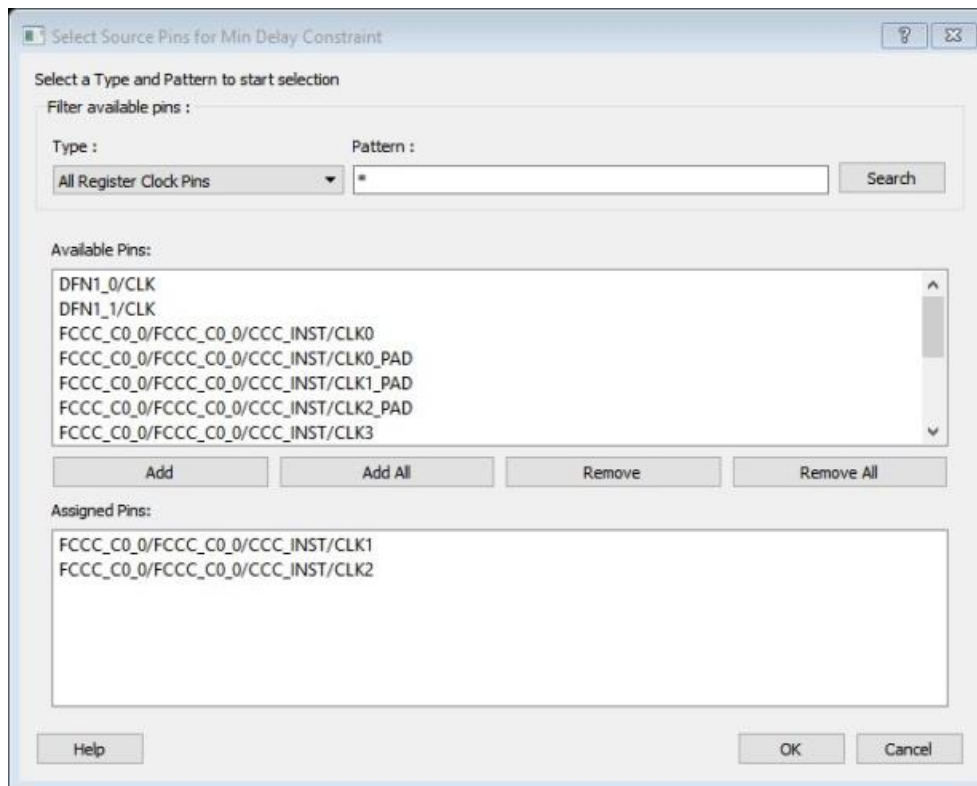 Select Source Pins for Min Delay Constraint
Select a Type and Pattern to start selection
Filter available pins :
Type : Pattern :
All Register Clock Pins * Search
Available Pins:
DFN1_0/CLK
DFN1_1/CLK
FCCC_C0_0/FCCC_C0_0/CCC_INST/CLK0
FCCC_C0_0/FCCC_C0_0/CCC_INST/CLK0_PAD
FCCC_C0_0/FCCC_C0_0/CCC_INST/CLK1_PAD
FCCC_C0_0/FCCC_C0_0/CCC_INST/CLK2_PAD
FCCC_C0_0/FCCC_C0_0/CCC_INST/CLK3
Add Add All Remove Remove All
Assigned Pins:
FCCC_C0_0/FCCC_C0_0/CCC_INST/CLK1
FCCC_C0_0/FCCC_C0_0/CCC_INST/CLK2
Help OK Cancel